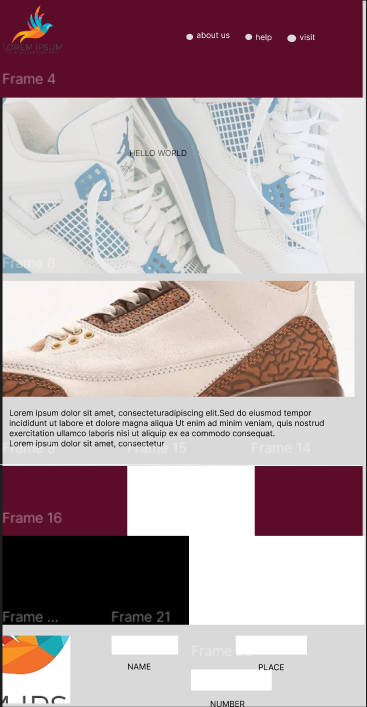 LOREM IPSUM
about us
help
visit
Frame 4
HELLO WORLD
Frame 8
Lorem ipsum dolor sit amet, consecteturadipiscing elit.Sed do eiusmod tempor
incididunt ut labore et dolore magna aliqua Ut enim ad minim veniam, quis nostrud
exercitation ullamco laboris nisi ut aliquip ex ea commodo consequat.
Lorem ipsum dolor sit amet, consectetur
Frame 9
Frame 15
Frame 14
Frame 16
Frame ...
Frame 21
Frame
NAME
PLACE
NUMBER